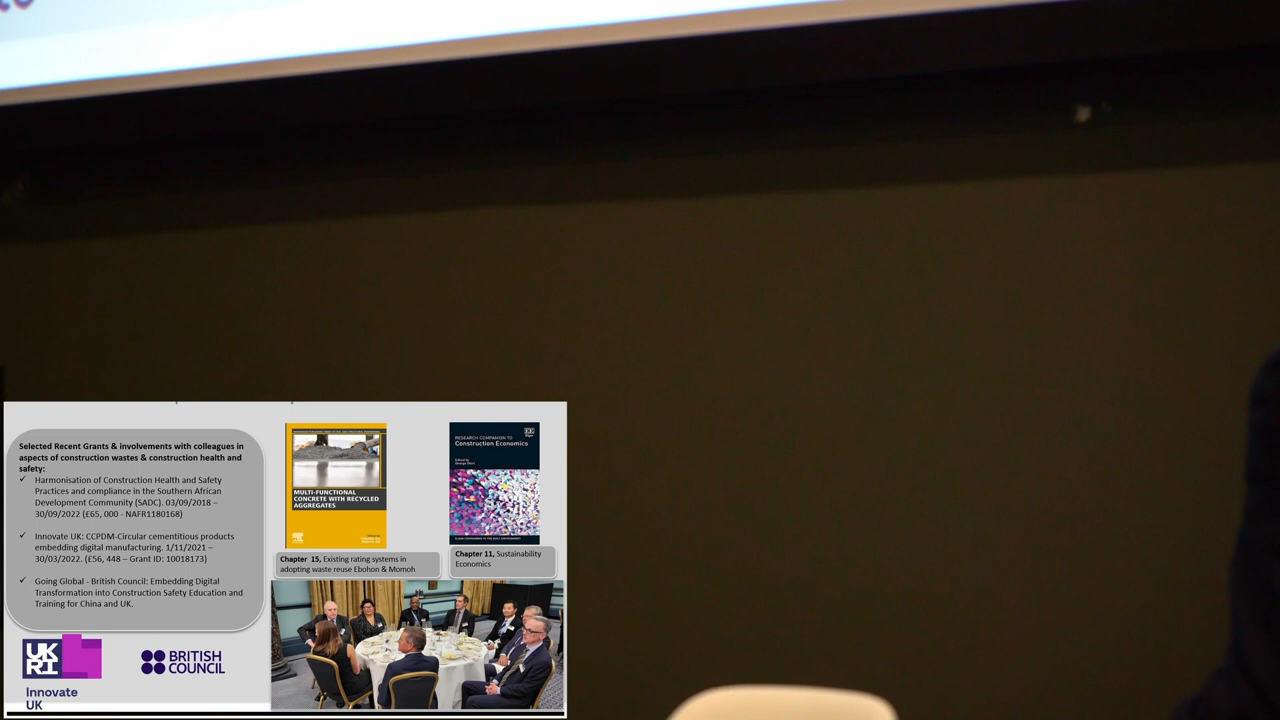 Selected Recent Grants & involvements with colleagues in
aspects of construction wastes & construction health and
safety:
✓ Harmonisation of Construction Health and Safety
Practices and compliance in the Southern African
Development Community (SADC). 03/09/2018 –
30/09/2022 (£65, 000 - NAFR1180168)
✓ Innovate UK: CCPDM-Circular cementitious products
embedding digital manufacturing. 1/11/2021 –
30/03/2022. (£56, 448 – Grant ID: 10018173)
✓ Going Global - British Council: Embedding Digital
Transformation into Construction Safety Education and
Training for China and UK.
UK
RI
Innovate
UK
BRITISH
COUNCIL
MULTI-FUNCTIONAL
CONCRETE WITH RECYCLED
AGGREGATES
Chapter 15, Existing rating systems in
adopting waste reuse Ebohon & Momoh
RESEARCH COMPANION TO
Construction Economics
Edited by
Chapter 11, Sustainability
Economics